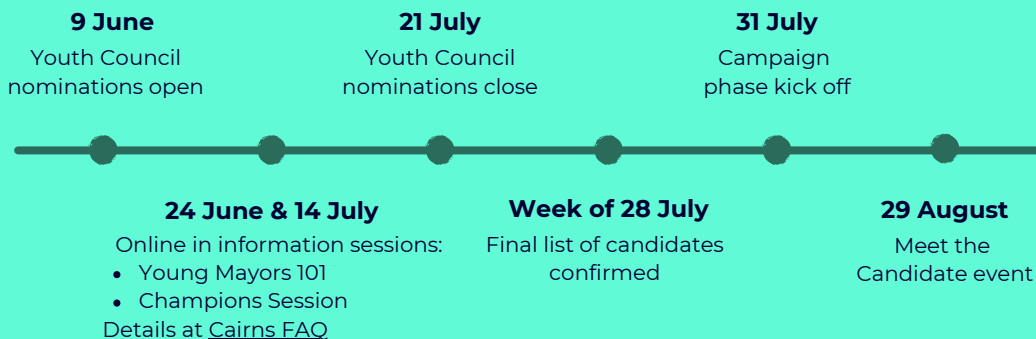 9 June
Youth Council
nominations open
21 July
Youth Council
nominations close
31 July
Campaign
phase kick off
24 June & 14 July
Online in information sessions:
• Young Mayors 101
• Champions Session
Details at Cairns FAQ
Week of 28 July
Final list of candidates
confirmed
29 August
Meet the
Candidate event